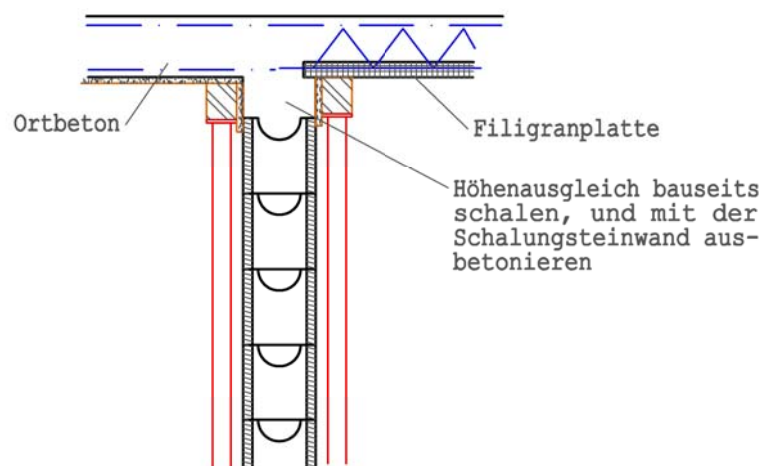 Ortbeton
Filigranplatte
Höhenausgleich bauseits
schalen, und mit der
Schalungsteinwand aus-
betonieren